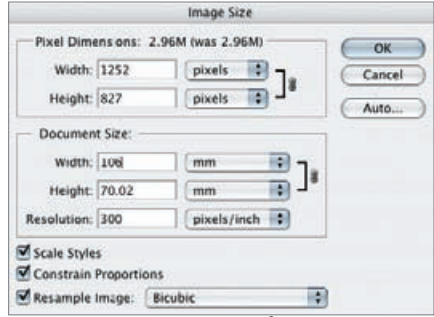 Image Size
Pixel Dimensions: 2.96M (was 2.96M)
Width: 1252 pixels
Height: 827 pixels
OK
Cancel
Auto...
Document Size:
Width: 106 mm
Height: 70.02 mm
Resolution: 300 pixels/inch
Scale Styles
Constrain Proportions
Resample Image: Bicubic